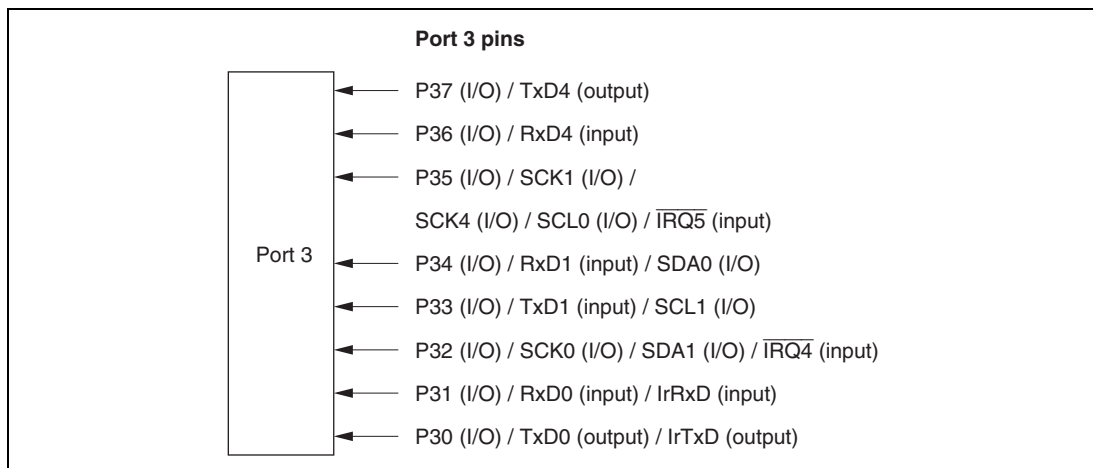 Port 3 pins
P37 (I/O) / TxD4 (output)
P36 (I/O) / RxD4 (input)
P35 (I/O) / SCK1 (I/O) /
SCK4 (I/O) / SCL0 (I/O) / I̅R̅Q̅5̅ (input)
Port 3
P34 (I/O) / RxD1 (input) / SDA0 (I/O)
P33 (I/O) / TxD1 (input) / SCL1 (I/O)
P32 (I/O) / SCK0 (I/O) / SDA1 (I/O) / I̅R̅Q̅4̅ (input)
P31 (I/O) / RxD0 (input) / IrRxD (input)
P30 (I/O) / TxD0 (output) / IrTxD (output)